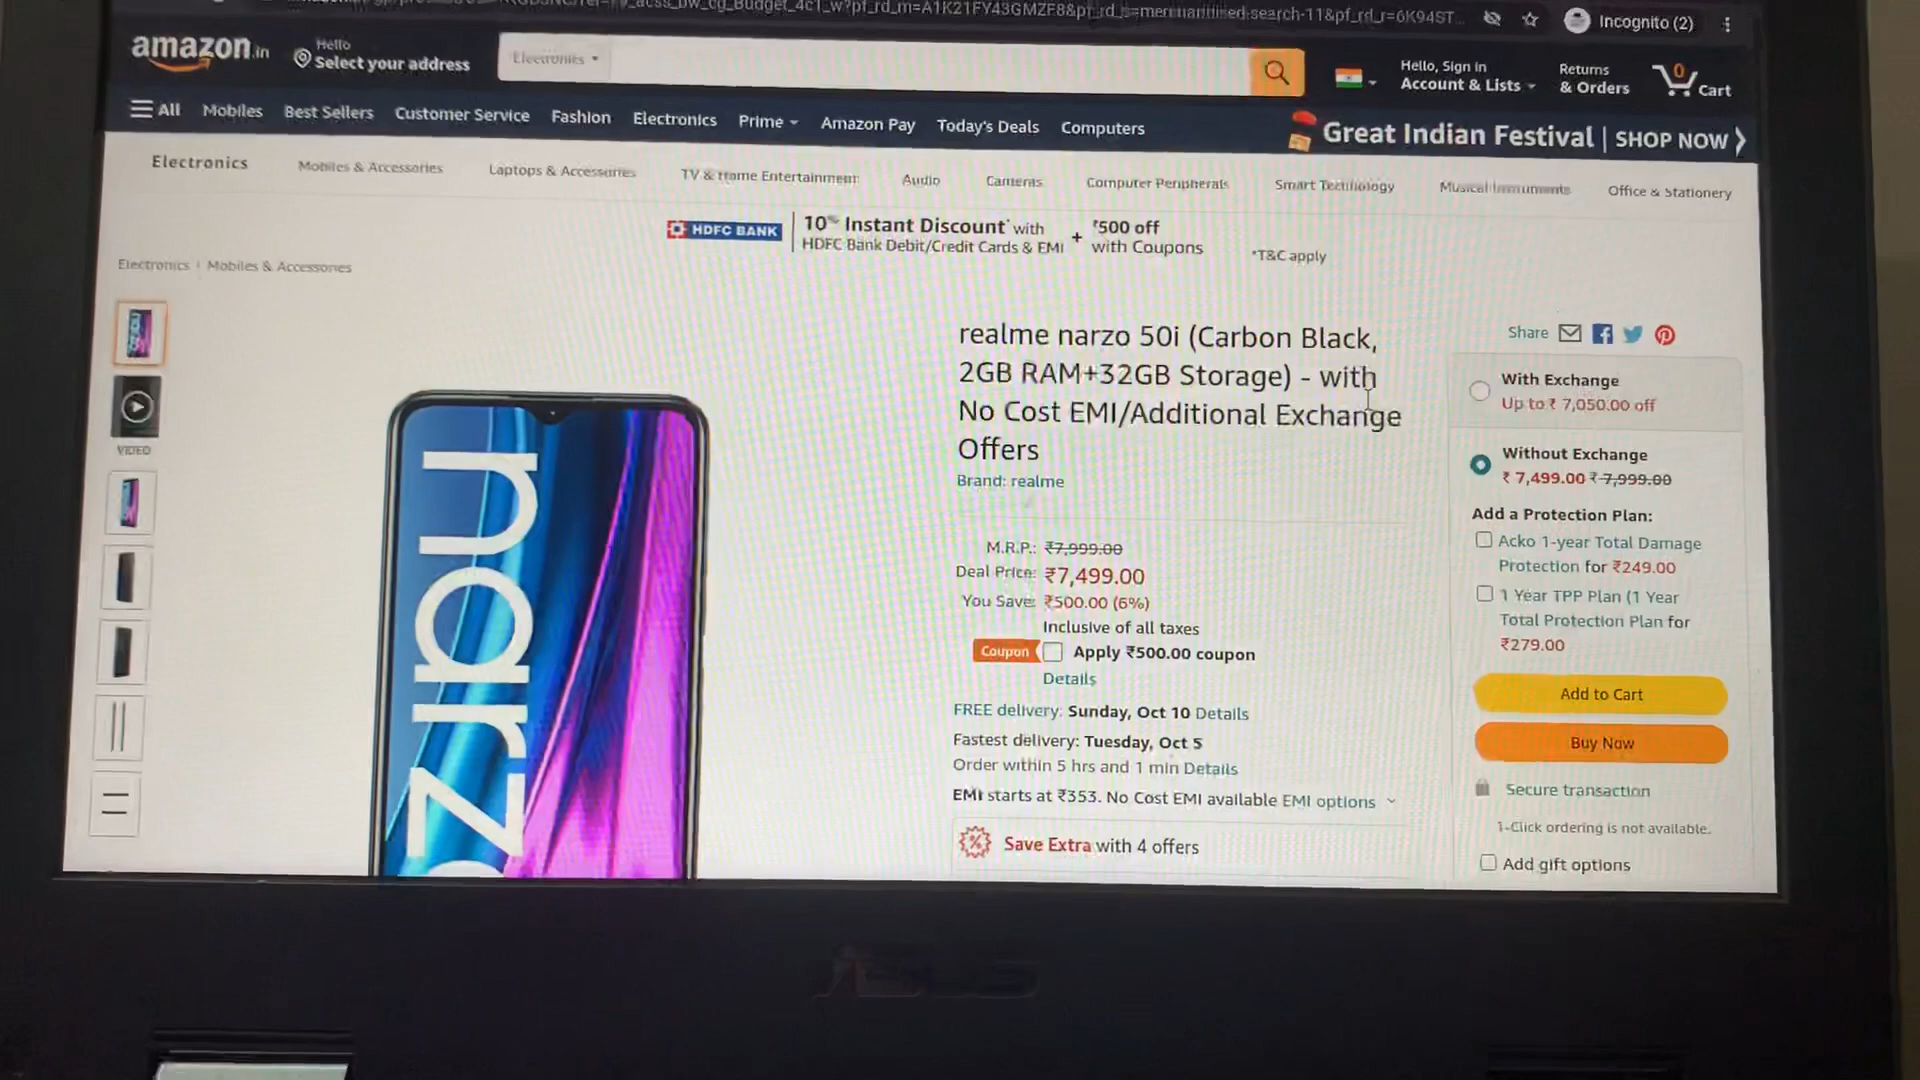 Incognito (2)
amazon.in
Hello
Select your address
Electronics
Hello, Sign in
Account & Lists
Returns
& Orders
0
Cart
All
Mobiles
Best Sellers
Customer Service
Fashion
Electronics
Prime
Amazon Pay
Today's Deals
Computers
Great Indian Festival | SHOP NOW
Electronics
Mobiles & Accessories
Laptops & Accessories
TV & Home Entertainment
Audio
Cameras
Computer Peripherals
Smart Technology
Musical Instruments
Office & Stationery
HDFC BANK
10% Instant Discount* with
HDFC Bank Debit/Credit Cards & EMI
+
₹500 off
with Coupons
*T&C apply
Electronics › Mobiles & Accessories
VIDEO
narzo
realme narzo 50i (Carbon Black,
2GB RAM+32GB Storage) - with
No Cost EMI/Additional Exchange
Offers
Brand: realme
M.R.P.: ₹7,999.00
Deal Price: ₹7,499.00
You Save: ₹500.00 (6%)
Inclusive of all taxes
Coupon Apply ₹500.00 coupon
Details
FREE delivery: Sunday, Oct 10 Details
Fastest delivery: Tuesday, Oct 5
Order within 5 hrs and 1 min Details
EMI starts at ₹353. No Cost EMI available EMI options
Save Extra with 4 offers
Share
With Exchange
Up to ₹ 7,050.00 off
Without Exchange
₹ 7,499.00 ₹ 7,999.00
Add a Protection Plan:
Acko 1-year Total Damage
Protection for ₹249.00
1 Year TPP Plan (1 Year
Total Protection Plan for
₹279.00
Add to Cart
Buy Now
Secure transaction
1-Click ordering is not available.
Add gift options
ASUS